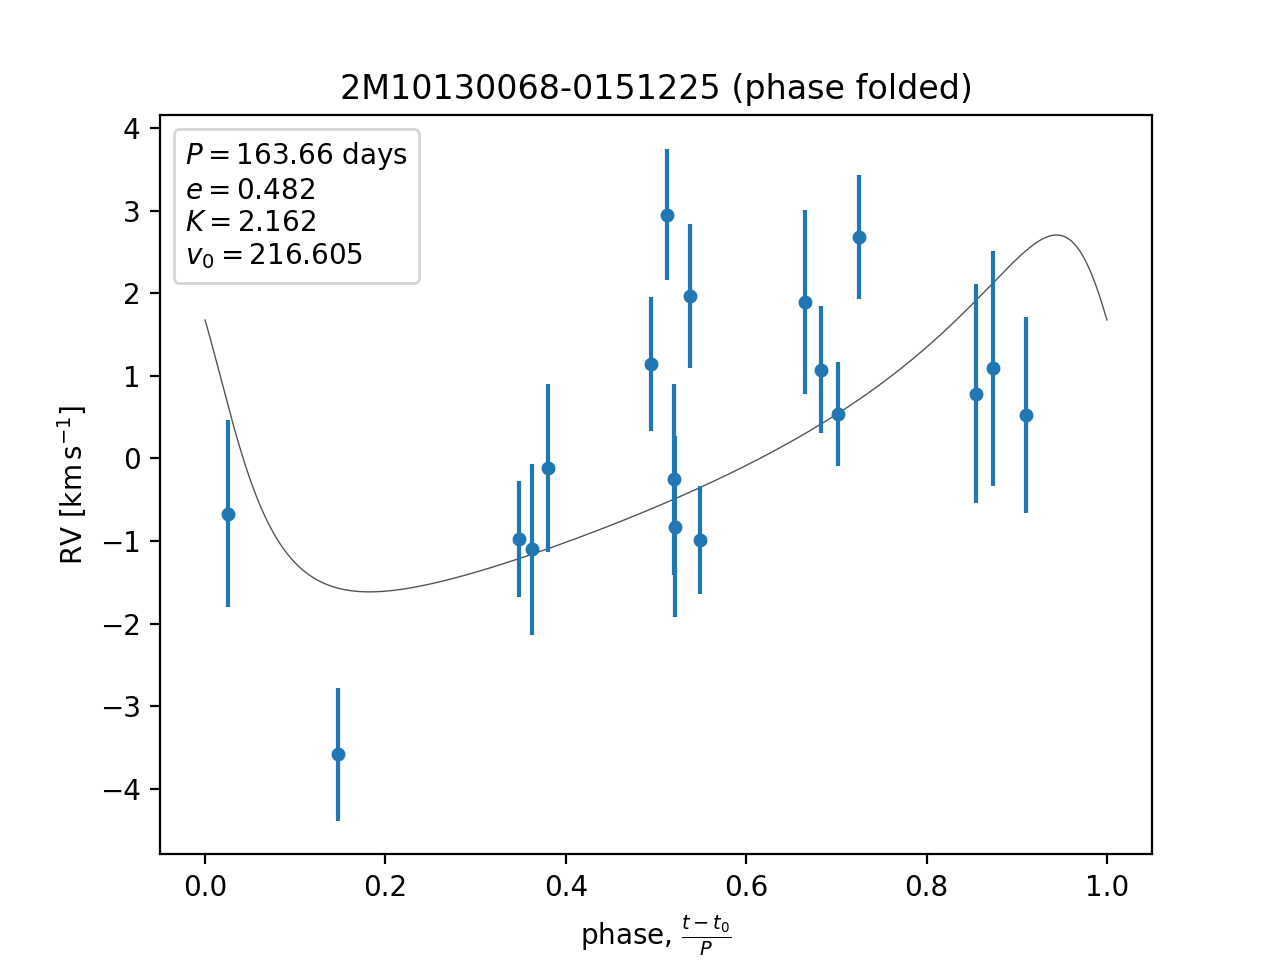 2M10130068-0151225 (phase folded)
P = 163.66 days
e = 0.482
K = 2.162
v₀ = 216.605
4
3
2
1
0
−1
−2
−3
−4
RV [km s⁻¹]
0.0 0.2 0.4 0.6 0.8 1.0
phase, (t − t₀)/P